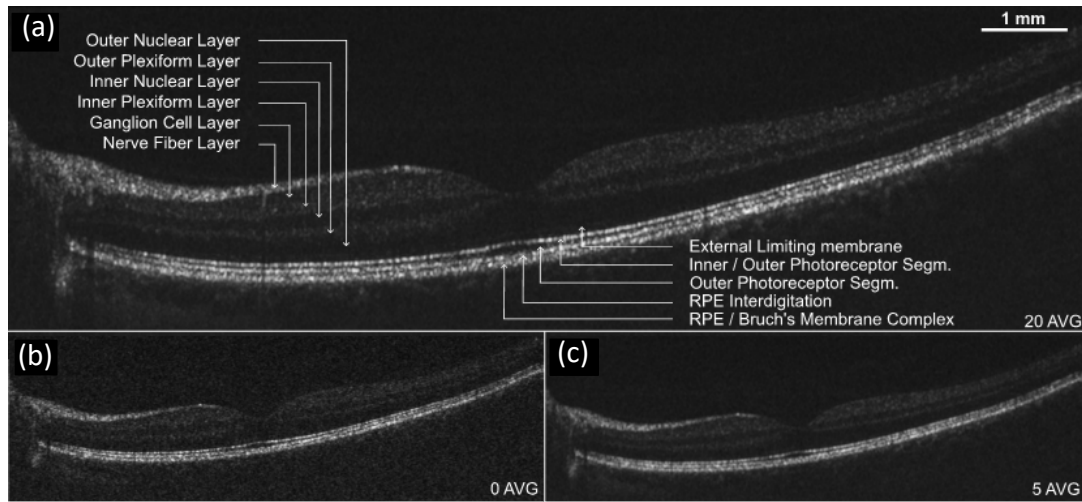 (a)
1 mm
Outer Nuclear Layer
Outer Plexiform Layer
Inner Nuclear Layer
Inner Plexiform Layer
Ganglion Cell Layer
Nerve Fiber Layer
External Limiting membrane
Inner / Outer Photoreceptor Segm.
Outer Photoreceptor Segm.
RPE Interdigitation
RPE / Bruch's Membrane Complex
20 AVG
(b)
0 AVG
(c)
5 AVG